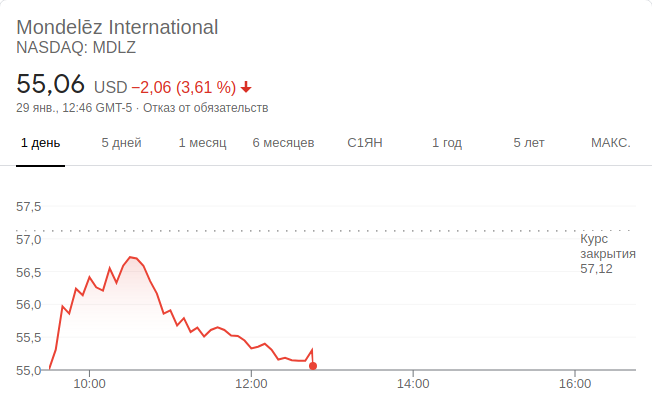 Mondelēz International
NASDAQ: MDLZ
55,06 USD −2,06 (3,61 %)
29 янв., 12:46 GMT-5 · Отказ от обязательств
1 день 5 дней 1 месяц 6 месяцев С1ЯН 1 год 5 лет МАКС.
57,5
57,0
56,5
56,0
55,5
55,0
Курс
закрытия
57,12
10:00 12:00 14:00 16:00